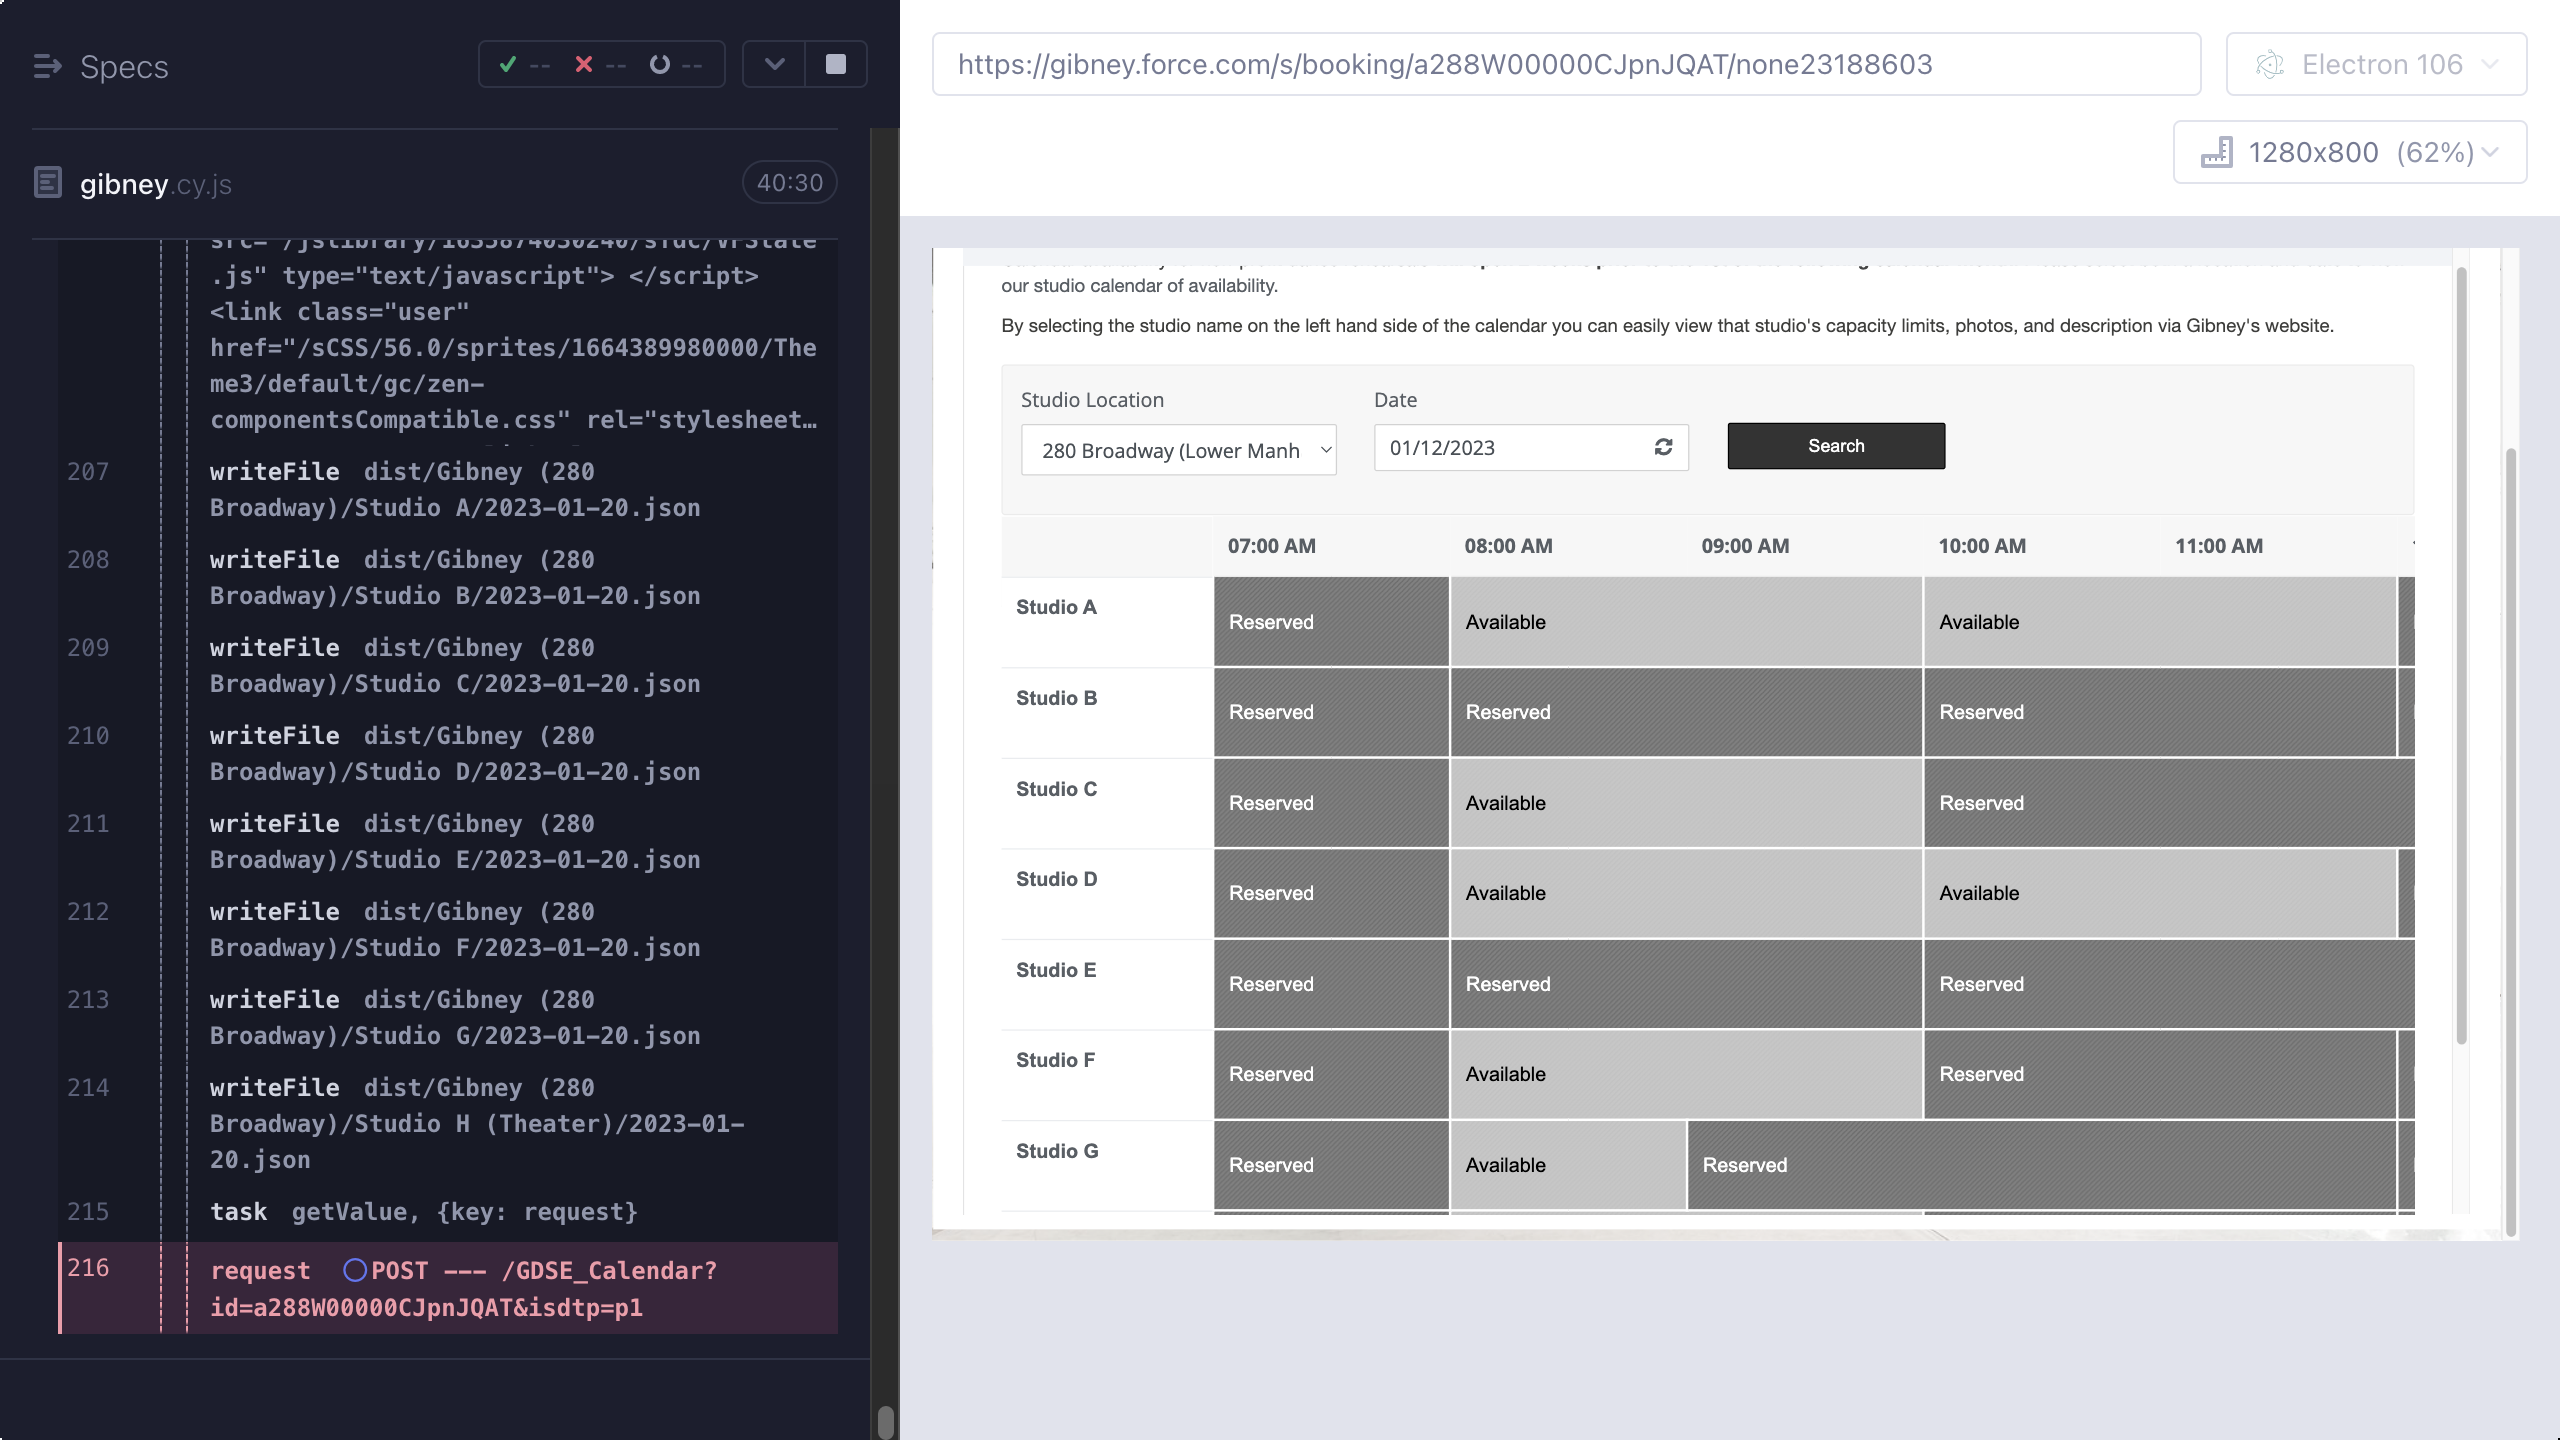 Specs
--
--
--
gibney.cy.js
40:30
.js" type="text/javascript"> </script>
<link class="user"
href="/sCSS/56.0/sprites/1664389980000/The
me3/default/gc/zen-
componentsCompatible.css" rel="stylesheet…
207 writeFile dist/Gibney (280
Broadway)/Studio A/2023-01-20.json
208 writeFile dist/Gibney (280
Broadway)/Studio B/2023-01-20.json
209 writeFile dist/Gibney (280
Broadway)/Studio C/2023-01-20.json
210 writeFile dist/Gibney (280
Broadway)/Studio D/2023-01-20.json
211 writeFile dist/Gibney (280
Broadway)/Studio E/2023-01-20.json
212 writeFile dist/Gibney (280
Broadway)/Studio F/2023-01-20.json
213 writeFile dist/Gibney (280
Broadway)/Studio G/2023-01-20.json
214 writeFile dist/Gibney (280
Broadway)/Studio H (Theater)/2023-01-
20.json
215 task getValue, {key: request}
216 request POST --- /GDSE_Calendar?
id=a288W00000CJpnJQAT&isdtp=p1
https://gibney.force.com/s/booking/a288W00000CJpnJQAT/none23188603
Electron 106
1280x800 (62%)
our studio calendar of availability.
By selecting the studio name on the left hand side of the calendar you can easily view that studio's capacity limits, photos, and description via Gibney's website.
Studio Location
Date
280 Broadway (Lower Manh
01/12/2023
Search
07:00 AM 08:00 AM 09:00 AM 10:00 AM 11:00 AM
Studio A Reserved Available Available
Studio B Reserved Reserved Reserved
Studio C Reserved Available Reserved
Studio D Reserved Available Available
Studio E Reserved Reserved Reserved
Studio F Reserved Available Reserved
Studio G Reserved Available Reserved